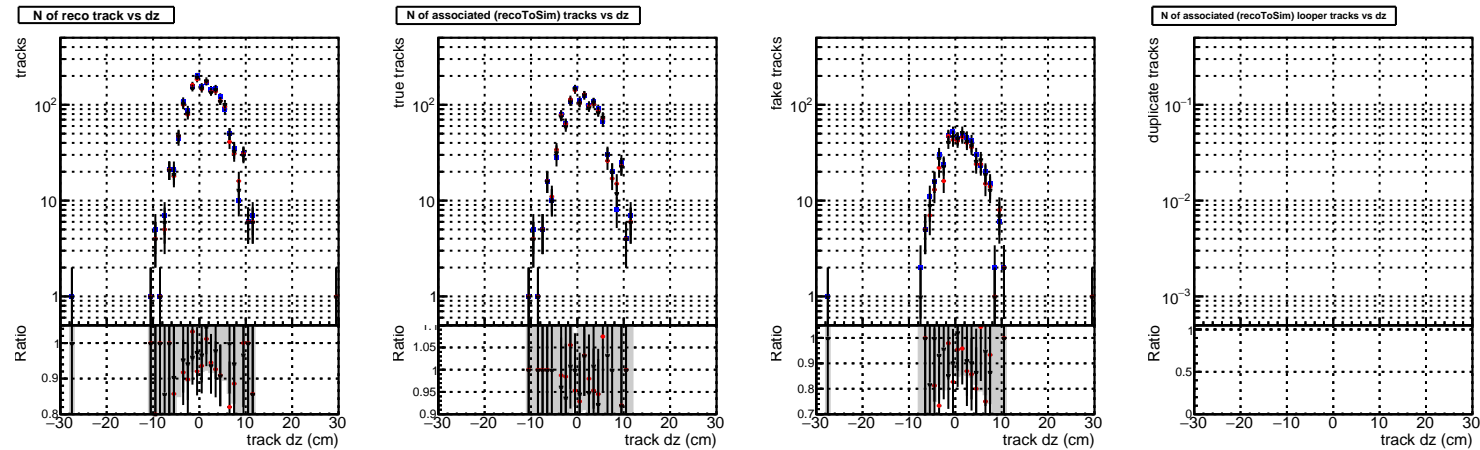 N of reco track vs dz
tracks
10²
10
1
Ratio
1
0.9
0.8
−30 −20 −10 0 10 20 30
track dz (cm)
N of associated (recoToSim) tracks vs dz
true tracks
10²
10
1
Ratio
1.05
1
0.95
0.9
−30 −20 −10 0 10 20 30
track dz (cm)
fake tracks
10²
10
1
Ratio
1
0.9
0.8
0.7
−30 −20 −10 0 10 20 30
track dz (cm)
N of associated (recoToSim) looper tracks vs dz
duplicate tracks
10⁻¹
10⁻²
10⁻³
Ratio
1
0.5
0
−30 −20 −10 0 10 20 30
track dz (cm)